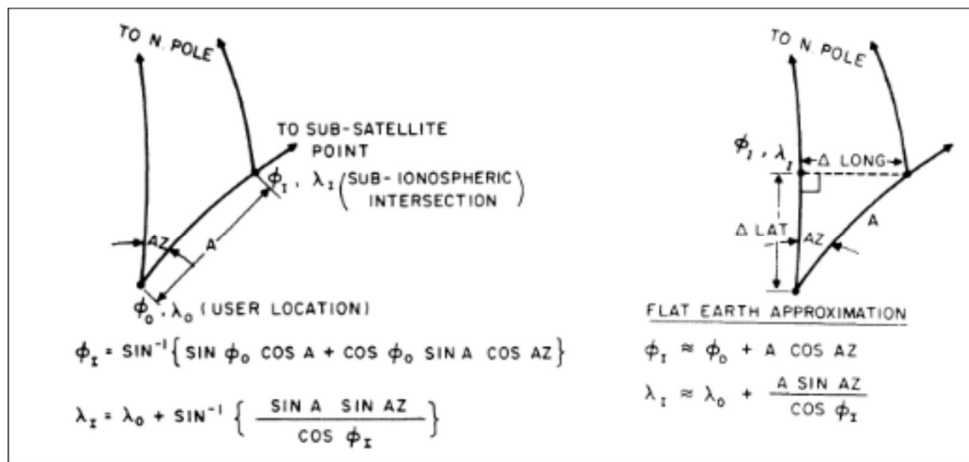 TO N. POLE
TO SUB-SATELLITE
POINT
ϕI , λI (SUB-IONOSPHERIC
INTERSECTION)
AZ
A
ϕ0 , λ0 (USER LOCATION)
ϕI = SIN⁻¹{SIN ϕ0 COS A + COS ϕ0 SIN A COS AZ}
λI = λ0 + SIN⁻¹ { SIN A SIN AZ / COS ϕI }
TO N. POLE
ϕI , λI
Δ LONG
Δ LAT
AZ
A
FLAT EARTH APPROXIMATION
ϕI ≈ ϕ0 + A COS AZ
λI ≈ λ0 + A SIN AZ / COS ϕI